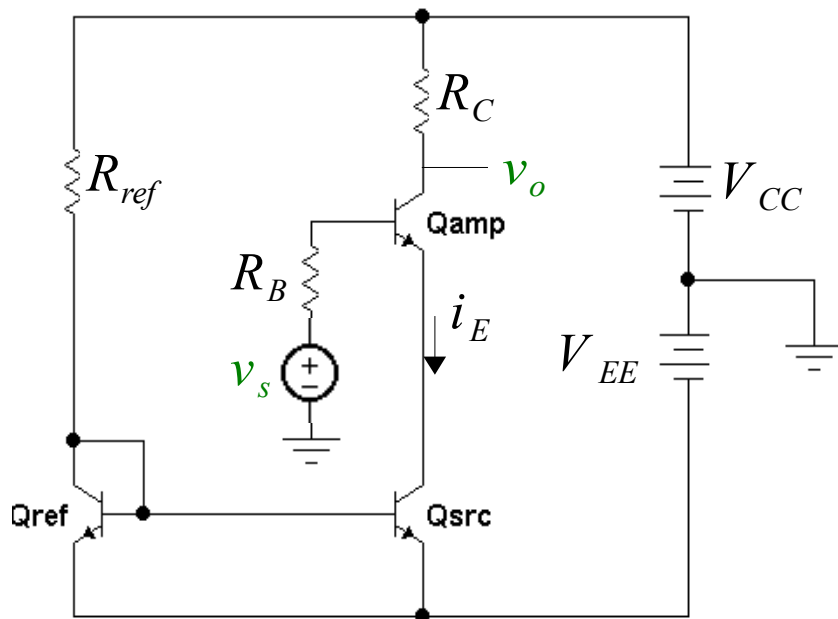 R_C
R_ref
v_o
V_CC
Qamp
R_B
i_E
V_EE
v_s
+
−
Qref
Qsrc